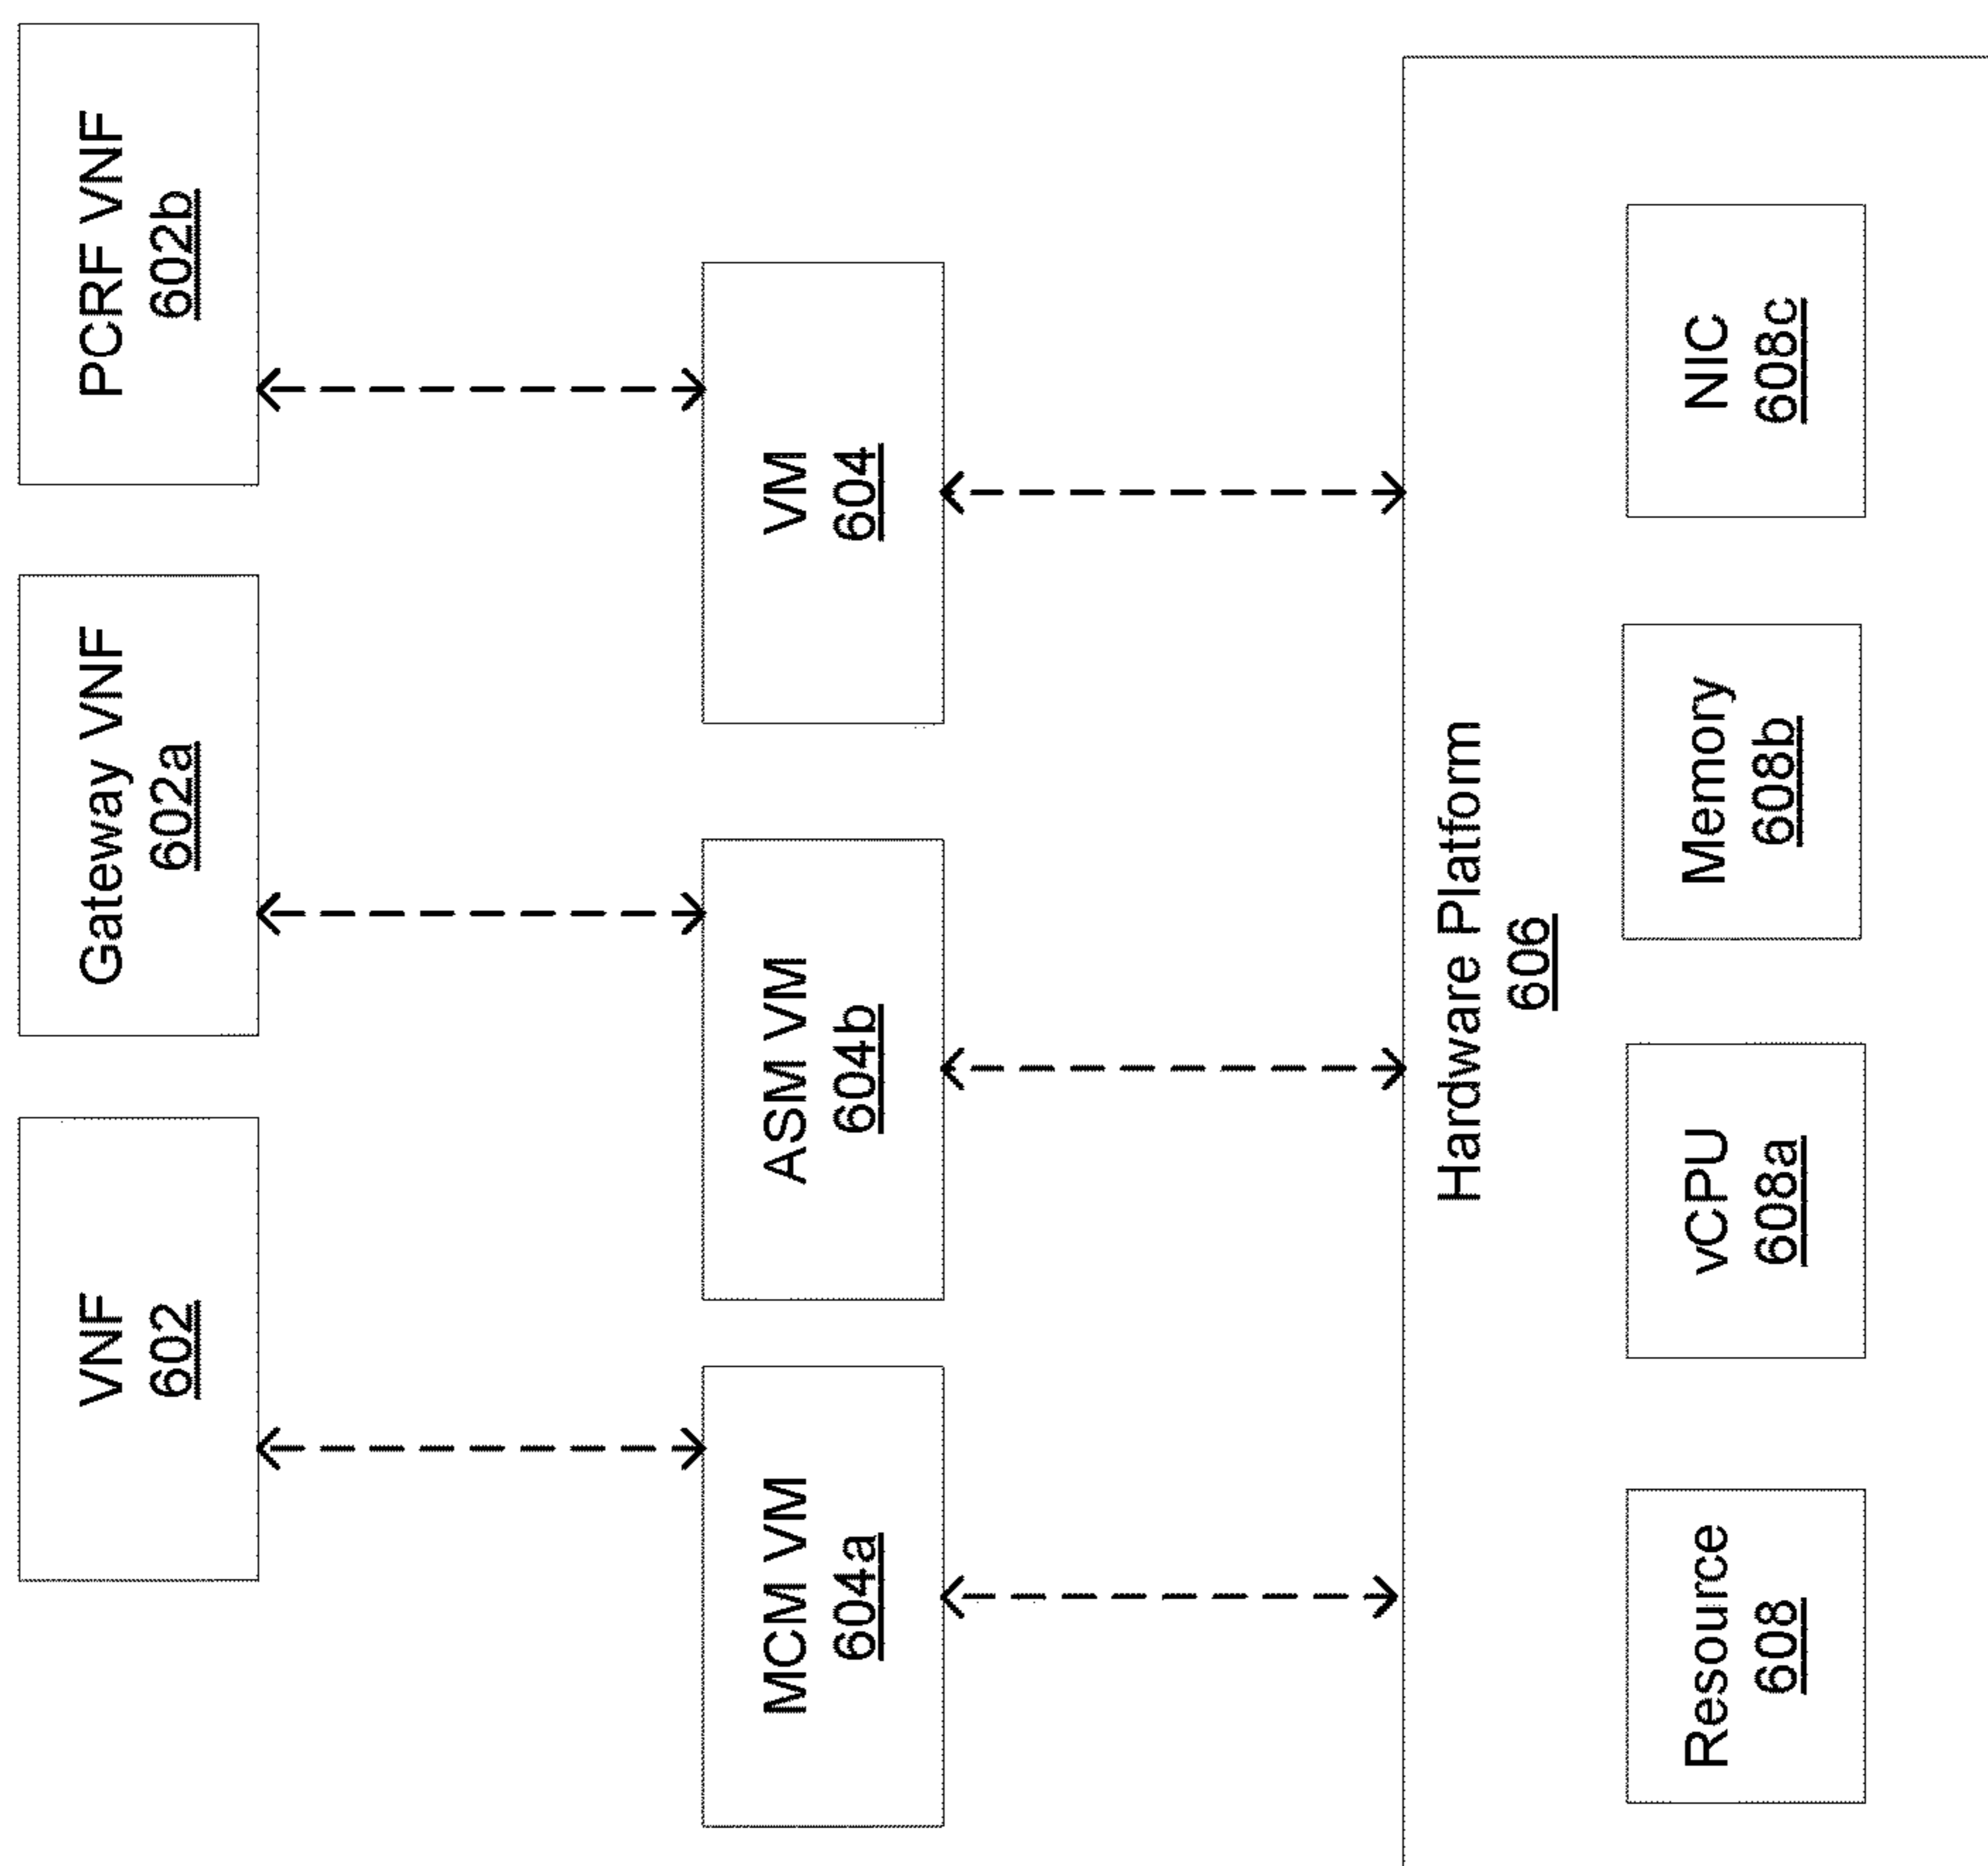 VNF
602
Gateway VNF
602a
PCRF VNF
602b
MCM VM
604a
ASM VM
604b
VM
604
Hardware Platform
606
Resource
608
vCPU
608a
Memory
608b
NIC
608c